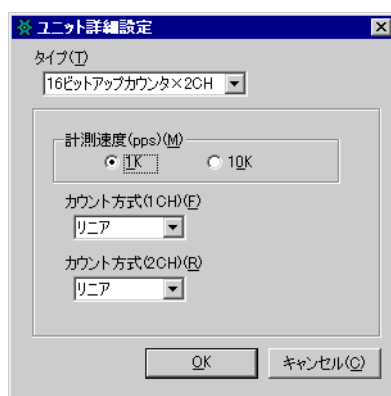 ユニット詳細設定
タイプ(T)
16ビットアップカウンタ×2CH
計測速度(pps)(M)
1K 10K
カウント方式(1CH)(F)
リニア
カウント方式(2CH)(R)
リニア
OK キャンセル(C)